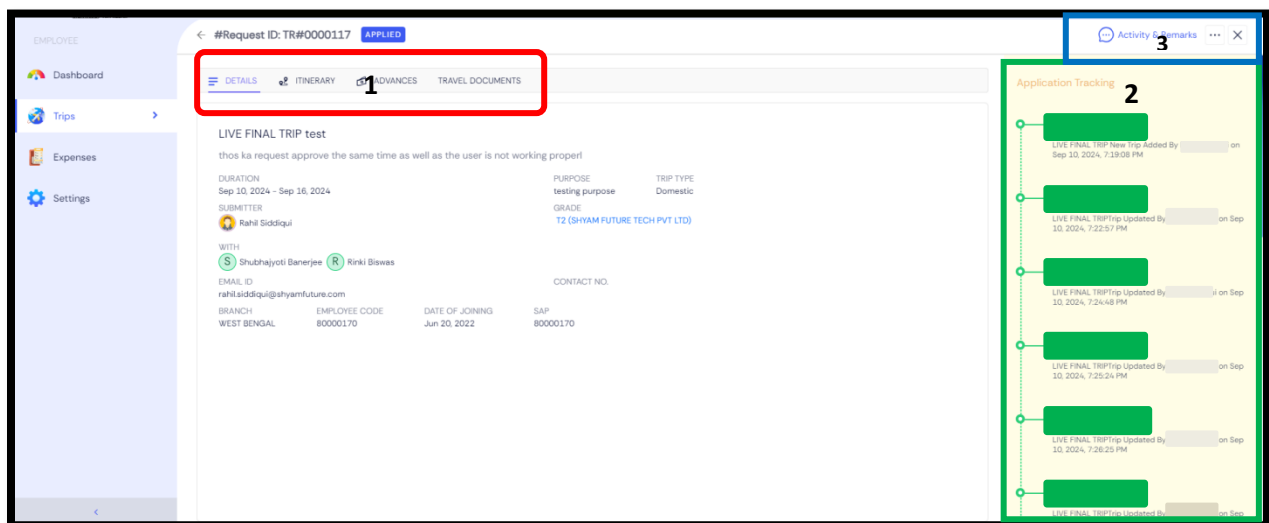 EMPLOYEE
Dashboard
Trips
Expenses
Settings
#Request ID: TR#0000117 APPLIED
Activity & Remarks
3
DETAILS ITINERARY ADVANCES TRAVEL DOCUMENTS
1
Application Tracking
2
LIVE FINAL TRIP test
thos ka request approve the same time as well as the user is not working properl
DURATION PURPOSE TRIP TYPE
Sep 10, 2024 - Sep 16, 2024 testing purpose Domestic
SUBMITTER GRADE
Rahil Siddiqui T2 (SHYAM FUTURE TECH PVT LTD)
WITH
S Shubhajyoti Banerjee R Rinki Biswas
EMAIL ID CONTACT NO.
rahil.siddiqui@shyamfuture.com
BRANCH EMPLOYEE CODE DATE OF JOINING SAP
WEST BENGAL 80000170 Jun 20, 2022 80000170
LIVE FINAL TRIP New Trip Added By on
Sep 10, 2024, 7:19:08 PM
LIVE FINAL TRIPTrip Updated By on Sep
10, 2024, 7:22:57 PM
LIVE FINAL TRIPTrip Updated By i on Sep
10, 2024, 7:24:48 PM
LIVE FINAL TRIPTrip Updated By on Sep
10, 2024, 7:25:24 PM
LIVE FINAL TRIPTrip Updated By on Sep
10, 2024, 7:26:25 PM
LIVE FINAL TRIPTrip Updated By on Sep